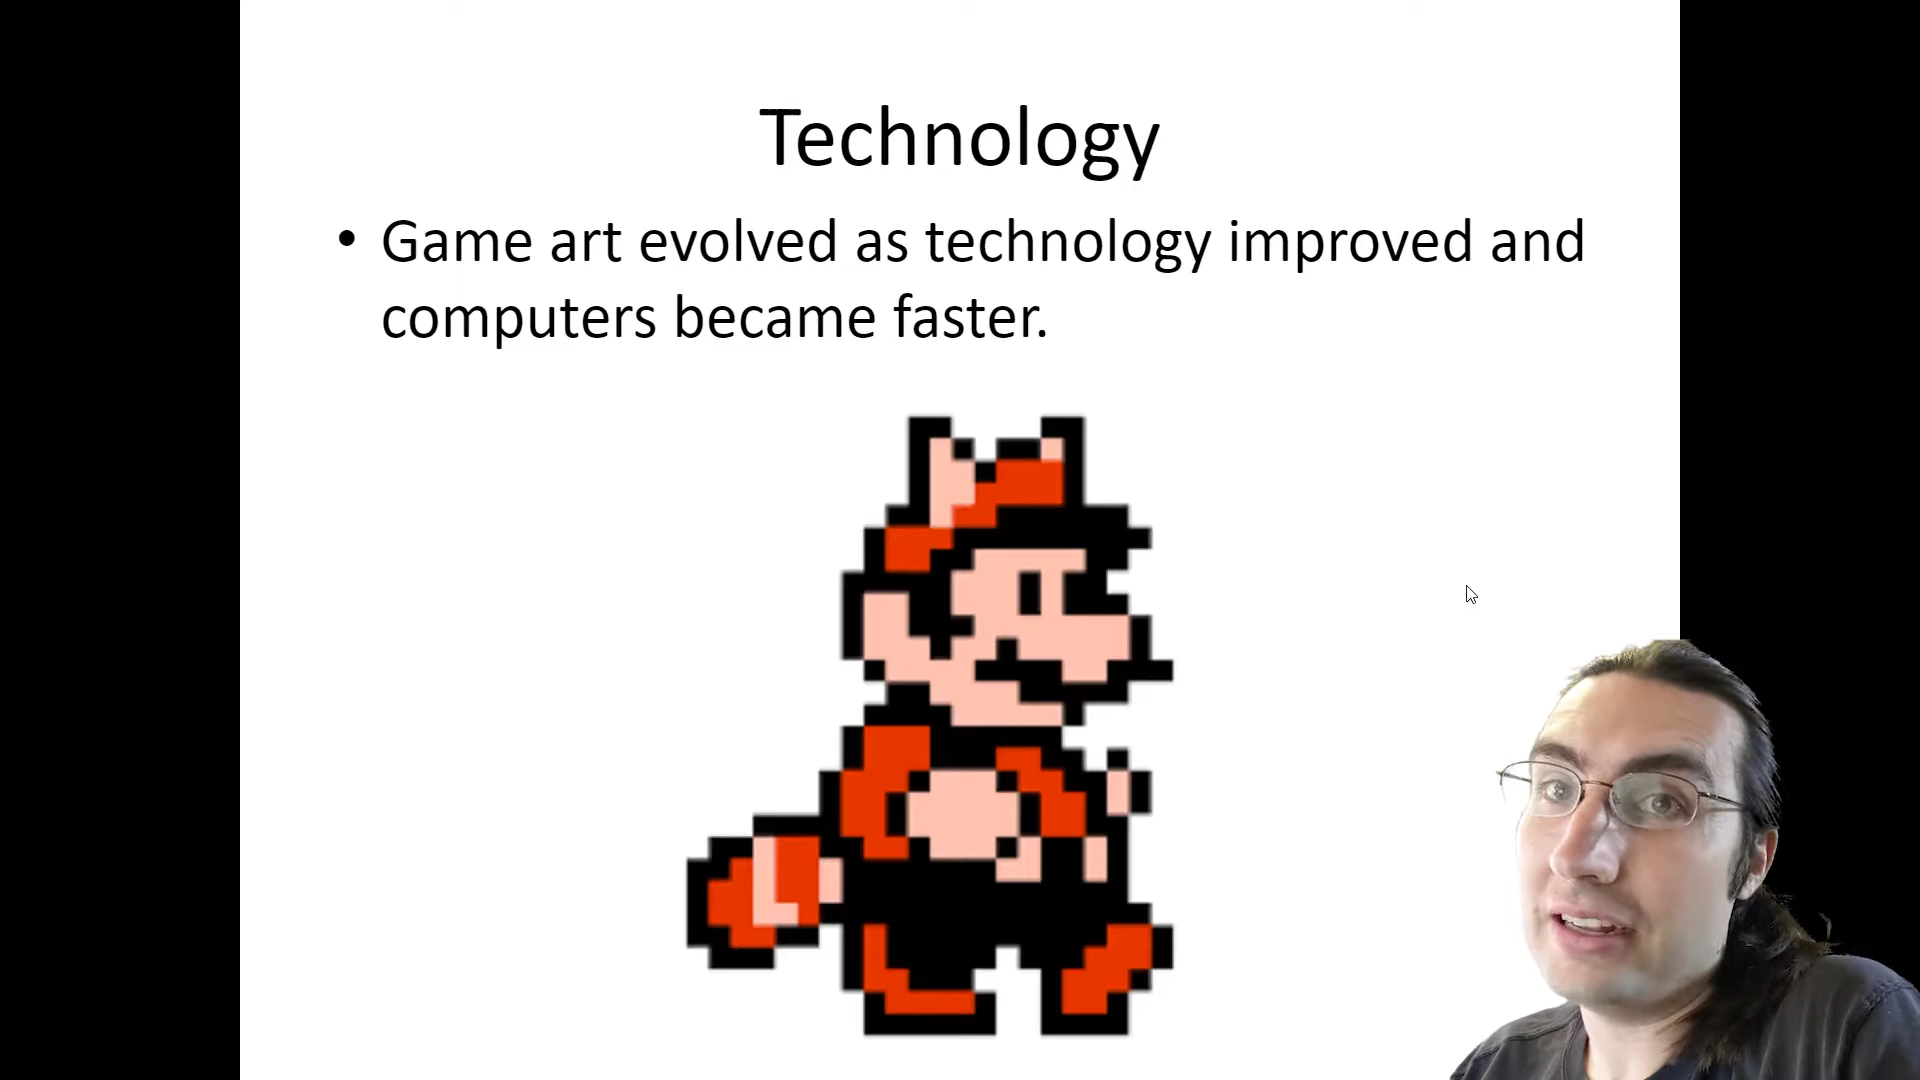 Technology
• Game art evolved as technology improved and
computers became faster.